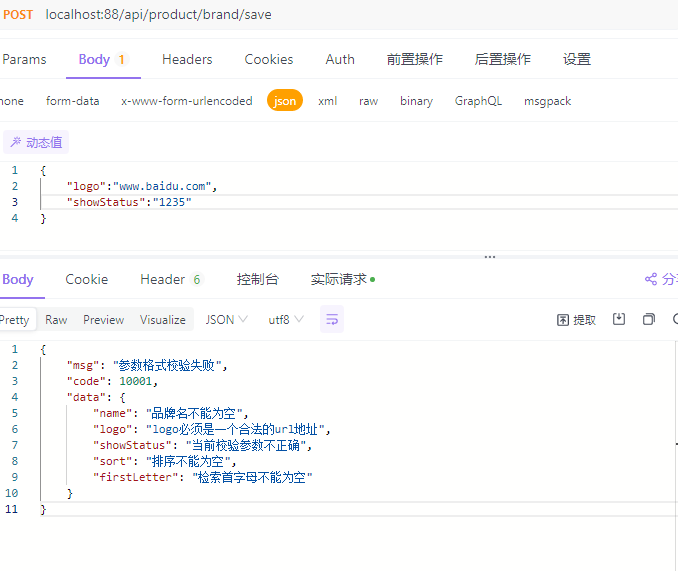 POST localhost:88/api/product/brand/save
Params Body 1 Headers Cookies Auth 前置操作 后置操作 设置
none form-data x-www-form-urlencoded json xml raw binary GraphQL msgpack
动态值
1 {
2 "logo":"www.baidu.com",
3 "showStatus":"1235"
4 }
Body Cookie Header 6 控制台 实际请求 分享
Pretty Raw Preview Visualize JSON utf8 提取
1 {
2 "msg": "参数格式校验失败",
3 "code": 10001,
4 "data": {
5 "name": "品牌名不能为空",
6 "logo": "logo必须是一个合法的url地址",
7 "showStatus": "当前校验参数不正确",
8 "sort": "排序不能为空",
9 "firstLetter": "检索首字母不能为空"
10 }
11 }